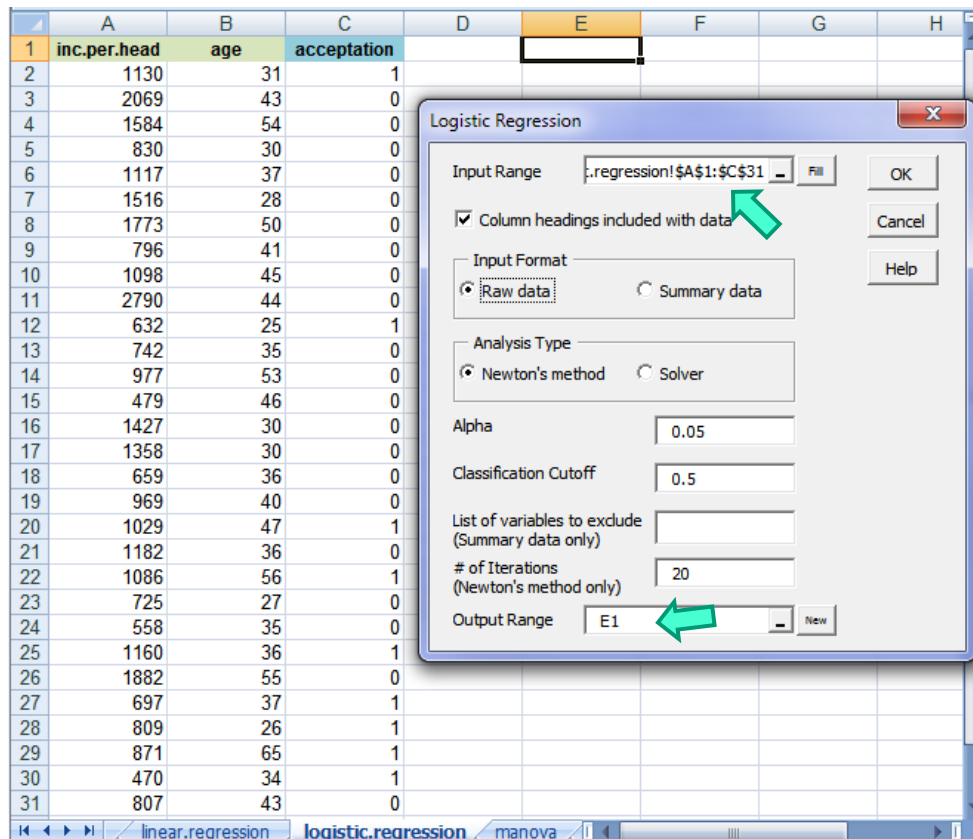 A B C D E F G H
1 inc.per.head age acceptation
2 1130 31 1
3 2069 43 0
4 1584 54 0
5 830 30 0
6 1117 37 0
7 1516 28 0
8 1773 50 0
9 796 41 0
10 1098 45 0
11 2790 44 0
12 632 25 1
13 742 35 0
14 977 53 0
15 479 46 0
16 1427 30 0
17 1358 30 0
18 659 36 0
19 969 40 0
20 1029 47 1
21 1182 36 0
22 1086 56 1
23 725 27 0
24 558 35 0
25 1160 36 1
26 1882 55 0
27 697 37 1
28 809 26 1
29 871 65 1
30 470 34 1
31 807 43 0
Logistic Regression
Input Range .regression!$A$1:$C$31 Fill OK
Column headings included with data
Cancel
Input Format
Help
Raw data Summary data
Analysis Type
Newton's method Solver
Alpha 0.05
Classification Cutoff 0.5
List of variables to exclude
(Summary data only)
# of Iterations
(Newton's method only) 20
Output Range E1 New
linear.regression logistic.regression manova